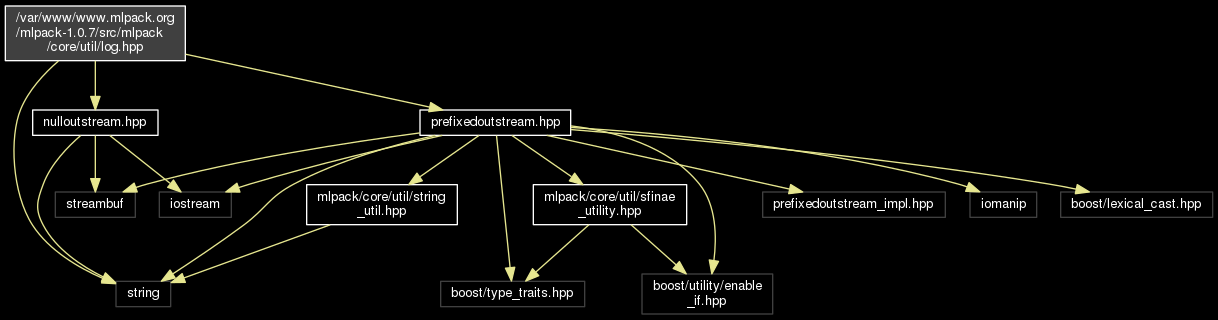 /var/www/www.mlpack.org
/mlpack-1.0.7/src/mlpack
/core/util/log.hpp
nulloutstream.hpp
prefixedoutstream.hpp
streambuf
iostream
mlpack/core/util/string
_util.hpp
mlpack/core/util/sfinae
_utility.hpp
prefixedoutstream_impl.hpp
iomanip
boost/lexical_cast.hpp
string
boost/type_traits.hpp
boost/utility/enable
_if.hpp